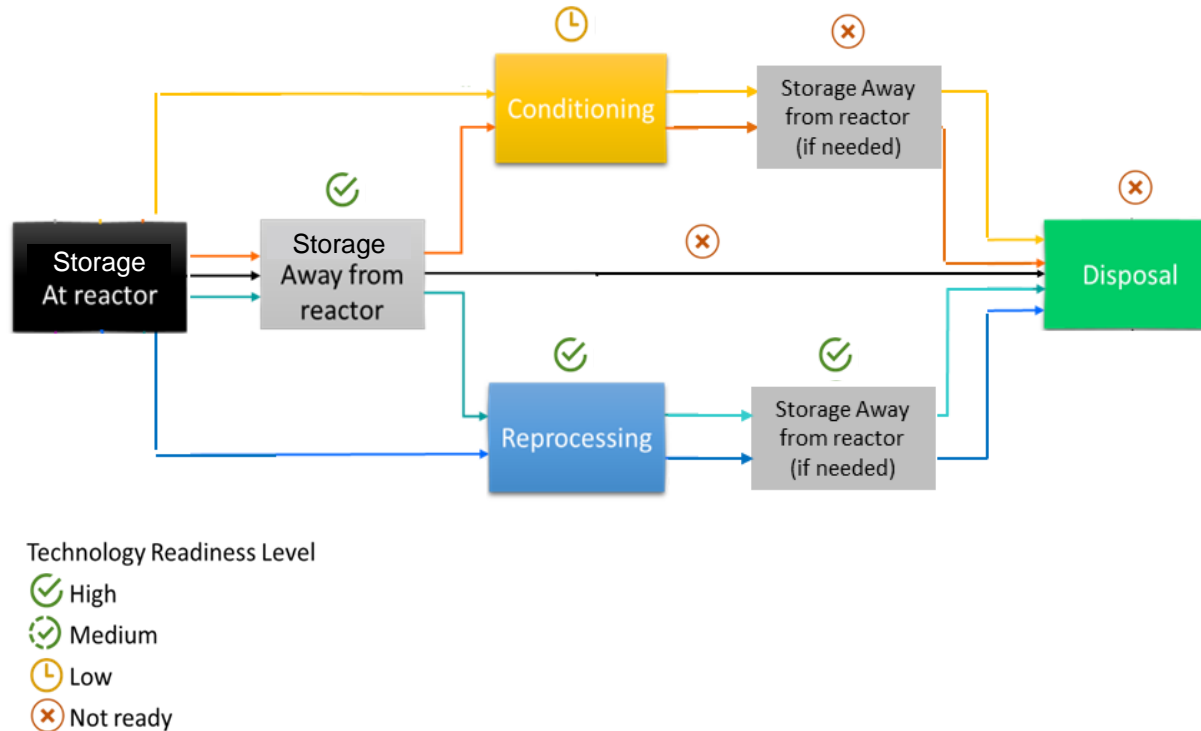 Conditioning
Storage Away
from reactor
(if needed)
Storage
At reactor
Storage
Away from
reactor
Disposal
Reprocessing
Storage Away
from reactor
(if needed)
Technology Readiness Level
High
Medium
Low
Not ready